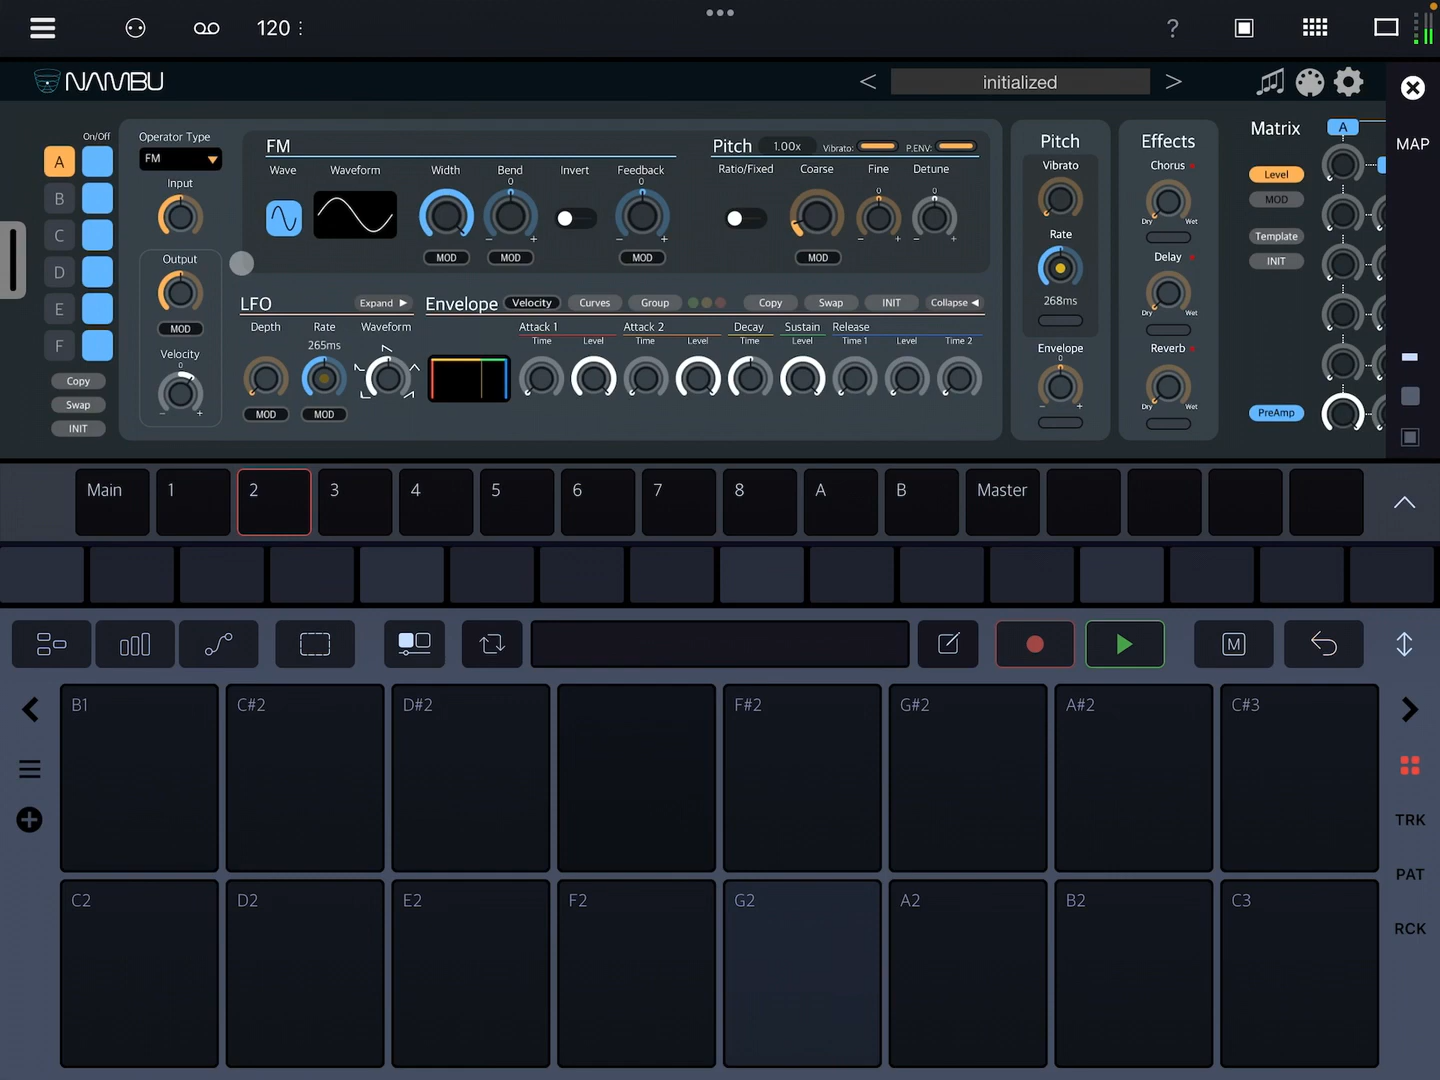 120
?
NAMBU
<
initialized
>
MAP
On/Off
A
B
C
D
E
F
Copy
Swap
INIT
Operator Type
FM
Input
Output
MOD
Velocity
0
- +
FM
Wave
Waveform
Width
MOD
Bend
0
- +
MOD
Invert
Feedback
0
- +
MOD
Pitch
1.00x
Vibrato:
P.ENV:
Ratio/Fixed
Coarse
MOD
Fine
0
- +
Detune
0
- +
LFO
Expand
Depth
MOD
Rate
265ms
MOD
Waveform
Envelope
Velocity
Curves
Group
Copy
Swap
INIT
Collapse
Attack 1
Time
Level
Attack 2
Time
Level
Decay
Time
Sustain
Level
Release
Time 1
Level
Time 2
Pitch
Vibrato
Rate
268ms
Envelope
0
- +
Effects
Chorus
Dry Wet
Delay
Dry Wet
Reverb
Dry Wet
Matrix
A
Level
MOD
Template
INIT
PreAmp
Main
1
2
3
4
5
6
7
8
A
B
Master
M
B1
C#2
D#2
F#2
G#2
A#2
C#3
C2
D2
E2
F2
G2
A2
B2
C3
TRK
PAT
RCK